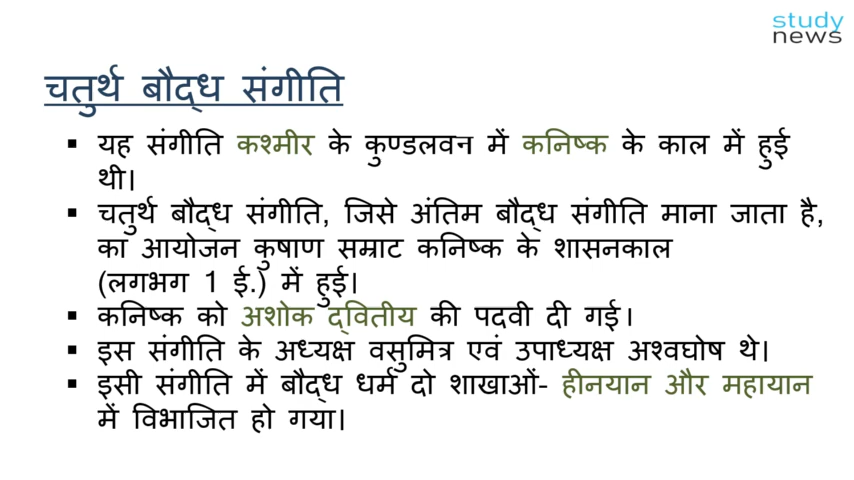 study
news
चतुर्थ बौद्ध संगीति
▪ यह संगीति कश्मीर के कुण्डलवन में कनिष्क के काल में हुई
थी।
▪ चतुर्थ बौद्ध संगीति, जिसे अंतिम बौद्ध संगीति माना जाता है,
का आयोजन कुषाण सम्राट कनिष्क के शासनकाल
(लगभग 1 ई.) में हुई।
▪ कनिष्क को अशोक द्वितीय की पदवी दी गई।
▪ इस संगीति के अध्यक्ष वसुमित्र एवं उपाध्यक्ष अश्वघोष थे।
▪ इसी संगीति में बौद्ध धर्म दो शाखाओं- हीनयान और महायान
में विभाजित हो गया।